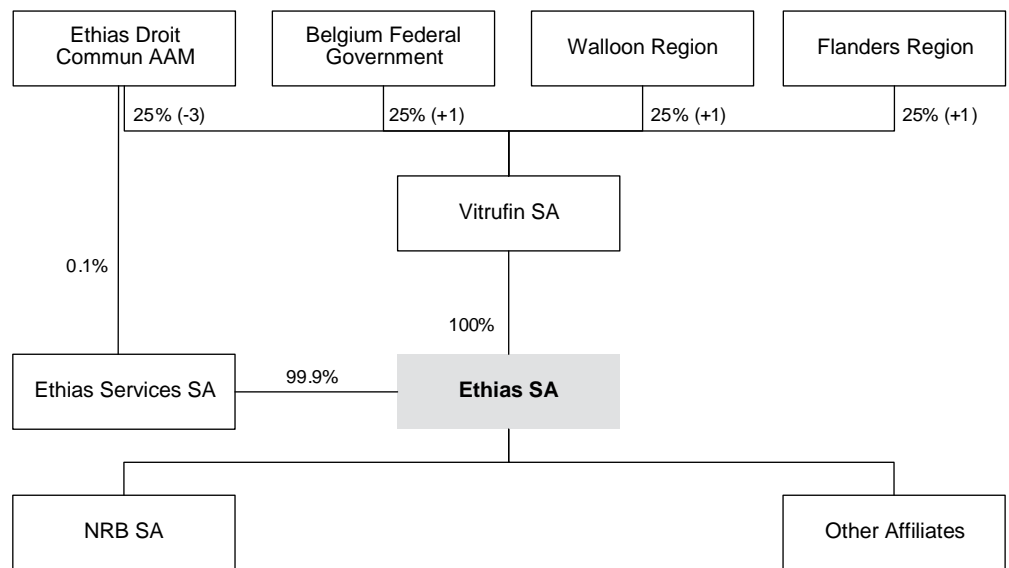 Ethias Droit
Commun AAM
Belgium Federal
Government
Walloon Region
Flanders Region
25% (-3)
25% (+1)
25% (+1)
25% (+1)
Vitrufin SA
0.1%
100%
Ethias Services SA
99.9%
Ethias SA
NRB SA
Other Affiliates